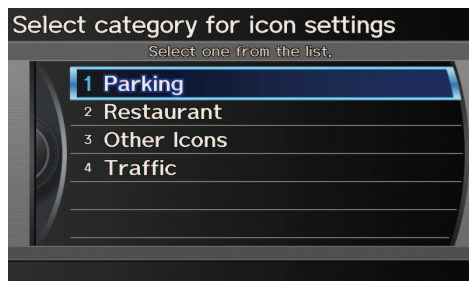 Select category for icon settings
Select one from the list.
1 Parking
2 Restaurant
3 Other Icons
4 Traffic